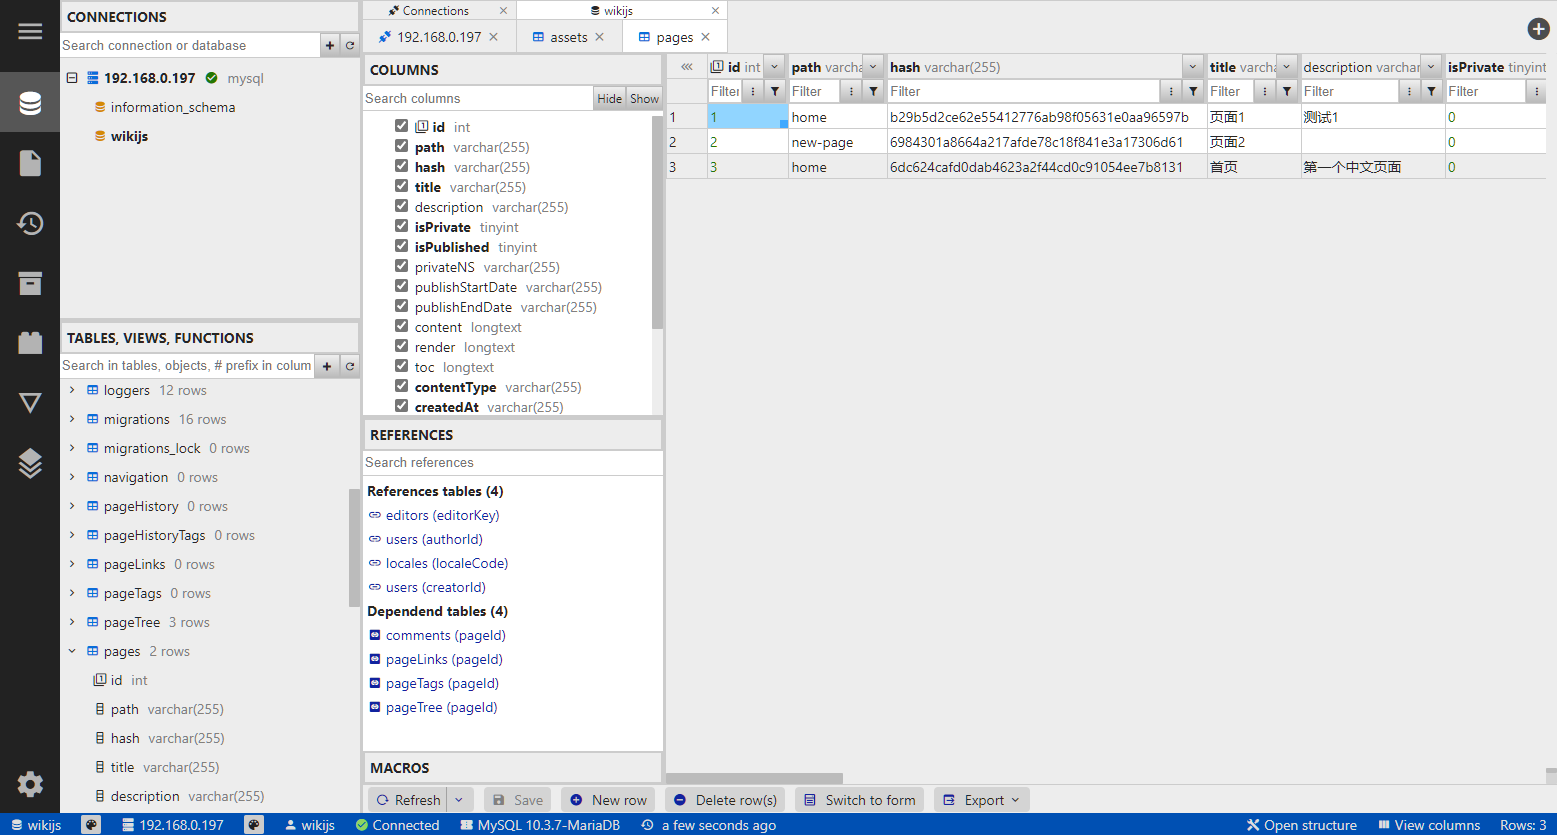 CONNECTIONS
Search connection or database
192.168.0.197 mysql
information_schema
wikijs
TABLES, VIEWS, FUNCTIONS
Search in tables, objects, # prefix in colum
loggers 12 rows
migrations 16 rows
migrations_lock 0 rows
navigation 0 rows
pageHistory 0 rows
pageHistoryTags 0 rows
pageLinks 0 rows
pageTags 0 rows
pageTree 3 rows
pages 2 rows
id int
path varchar(255)
hash varchar(255)
title varchar(255)
description varchar(255)
Connections wikijs
192.168.0.197 assets pages
COLUMNS
Search columns Hide Show
id int
path varchar(255)
hash varchar(255)
title varchar(255)
description varchar(255)
isPrivate tinyint
isPublished tinyint
privateNS varchar(255)
publishStartDate varchar(255)
publishEndDate varchar(255)
content longtext
render longtext
toc longtext
contentType varchar(255)
createdAt varchar(255)
REFERENCES
Search references
References tables (4)
editors (editorKey)
users (authorId)
locales (localeCode)
users (creatorId)
Dependend tables (4)
comments (pageId)
pageLinks (pageId)
pageTags (pageId)
pageTree (pageId)
MACROS
id int path varcha hash varchar(255) title varcha description varchar isPrivate tinyint
Filter Filter Filter Filter Filter Filter
1 1 home b29b5d2ce62e55412776ab98f05631e0aa96597b 页面1 测试1 0
2 2 new-page 6984301a8664a217afde78c18f841e3a17306d61 页面2 0
3 3 home 6dc624cafd0dab4623a2f44cd0c91054ee7b8131 首页 第一个中文页面 0
Refresh Save New row Delete row(s) Switch to form Export
wikijs 192.168.0.197 wikijs Connected MySQL 10.3.7-MariaDB a few seconds ago Open structure View columns Rows: 3